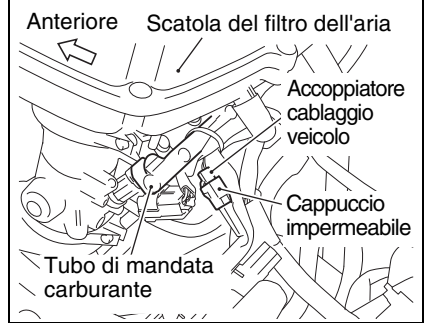 Anteriore
Scatola del filtro dell'aria
Accoppiatore
cablaggio
veicolo
Cappuccio
impermeabile
Tubo di mandata
carburante